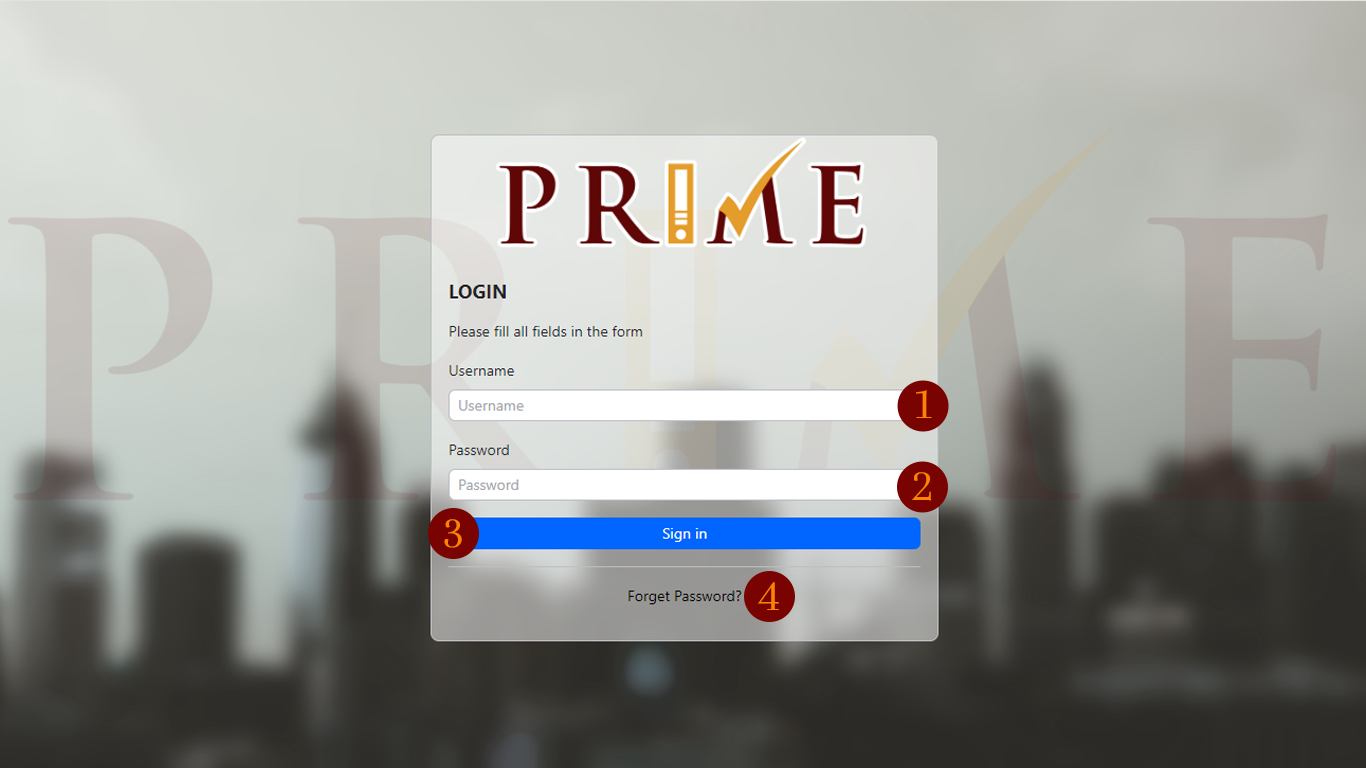 PRIME
LOGIN
Please fill all fields in the form
Username
Username 1
Password
Password 2
3 Sign in
Forget Password? 4